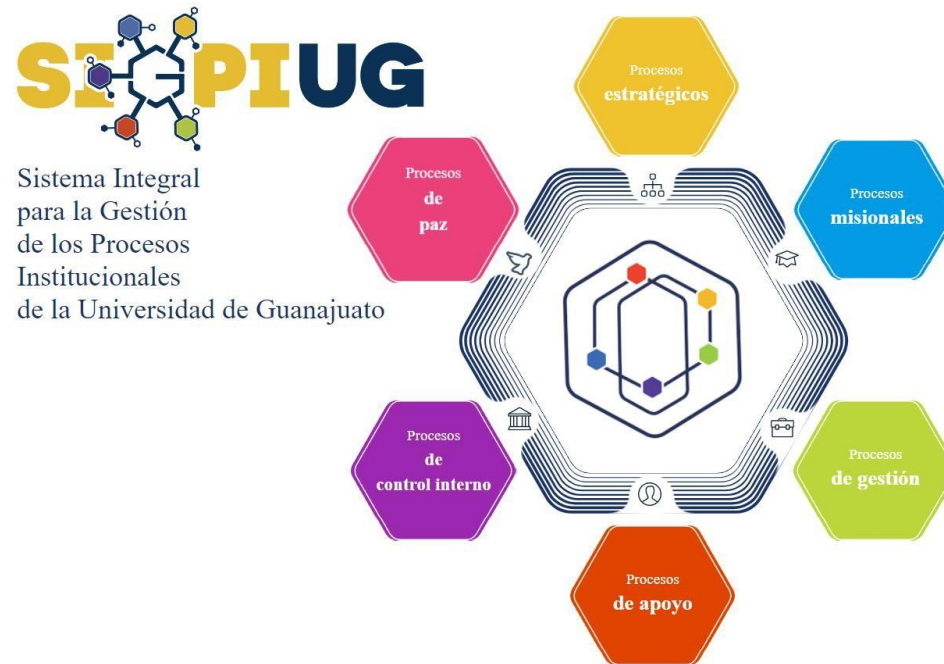 SIGPIUG
Sistema Integral
para la Gestión
de los Procesos
Institucionales
de la Universidad de Guanajuato
Procesos
estratégicos
Procesos
misionales
Procesos
de gestión
Procesos
de apoyo
Procesos
de
control interno
Procesos
de
paz